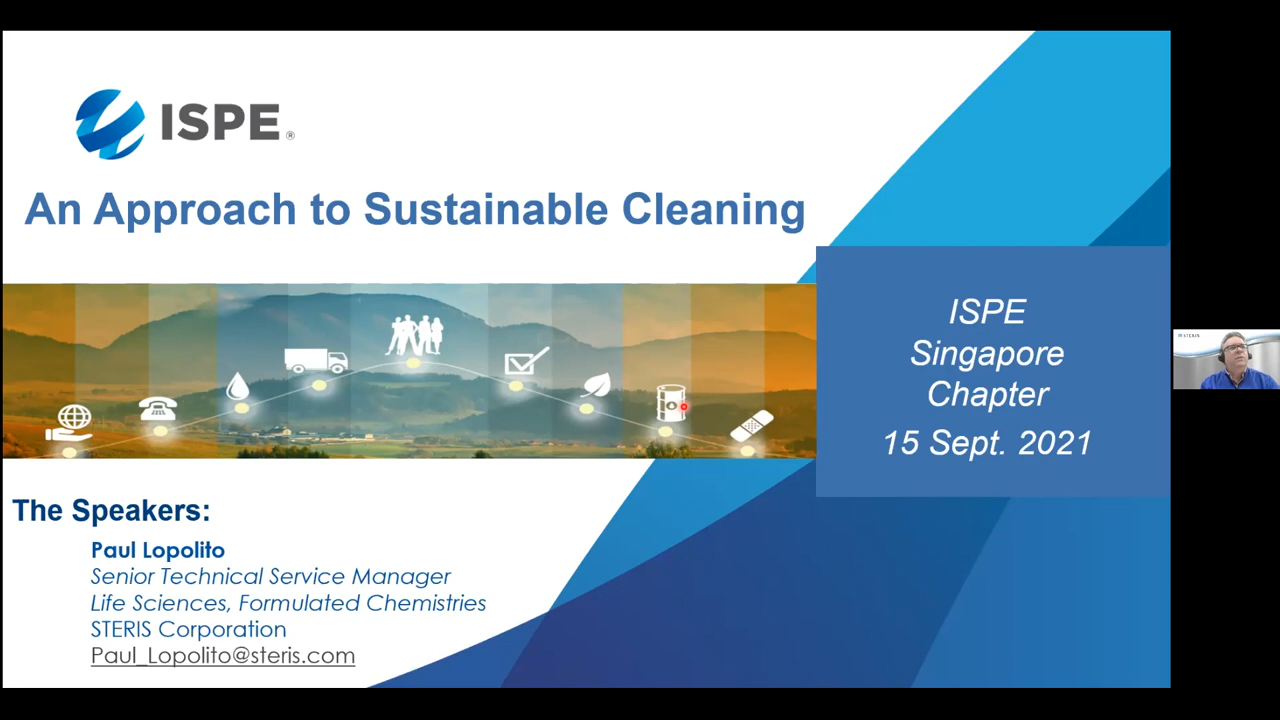 ISPE®
An Approach to Sustainable Cleaning
ISPE
Singapore
Chapter
15 Sept. 2021
STERIS
The Speakers:
Paul Lopolito
Senior Technical Service Manager
Life Sciences, Formulated Chemistries
STERIS Corporation
Paul_Lopolito@steris.com